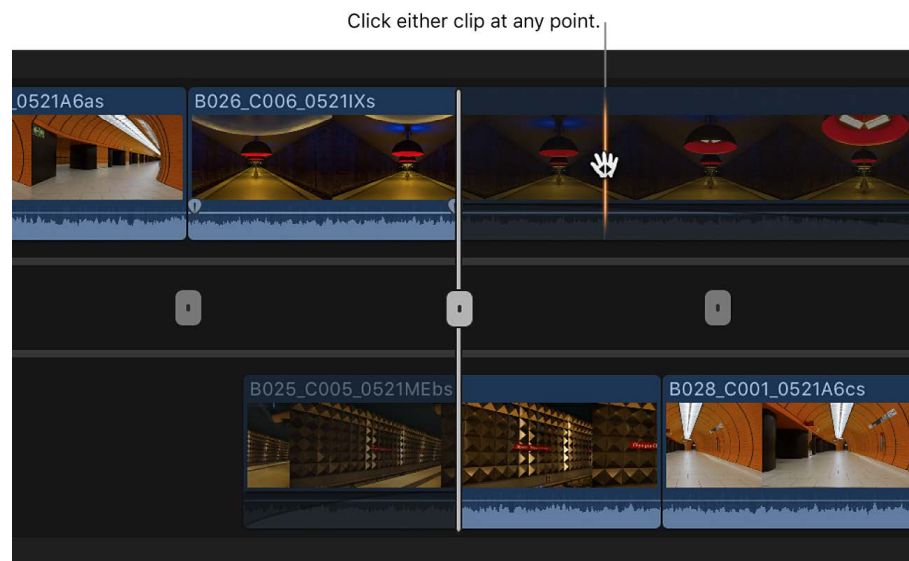 Click either clip at any point.
_0521A6as
B026_C006_0521IXs
B025_C005_0521MEbs
B028_C001_0521A6cs